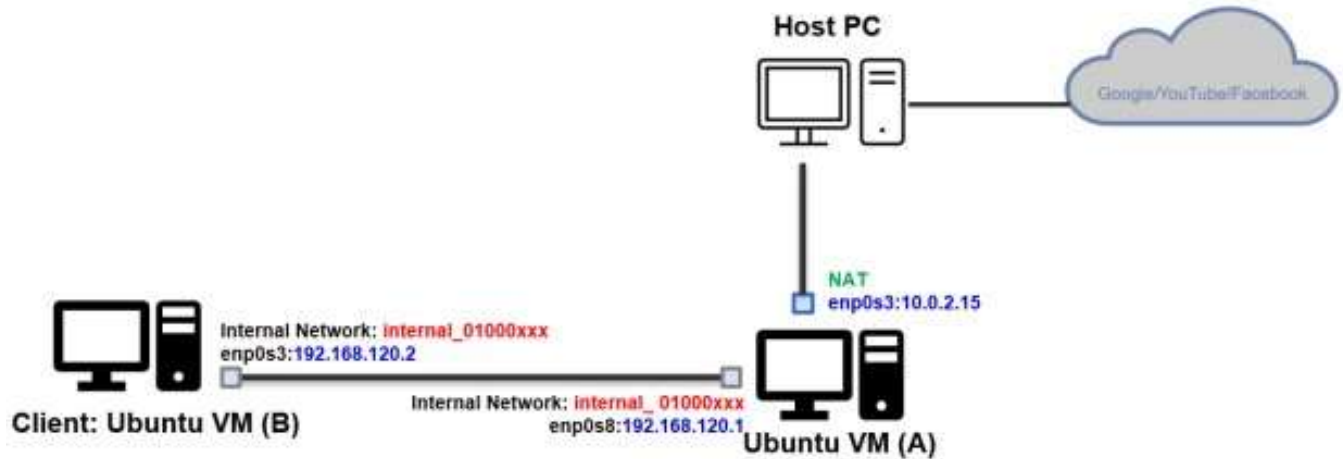 Host PC
Google/YouTube/Facebook
NAT
enp0s3:10.0.2.15
Internal Network: internal_01000xxx
enp0s3:192.168.120.2
Internal Network: internal_ 01000xxx
enp0s8:192.168.120.1
Client: Ubuntu VM (B)
Ubuntu VM (A)